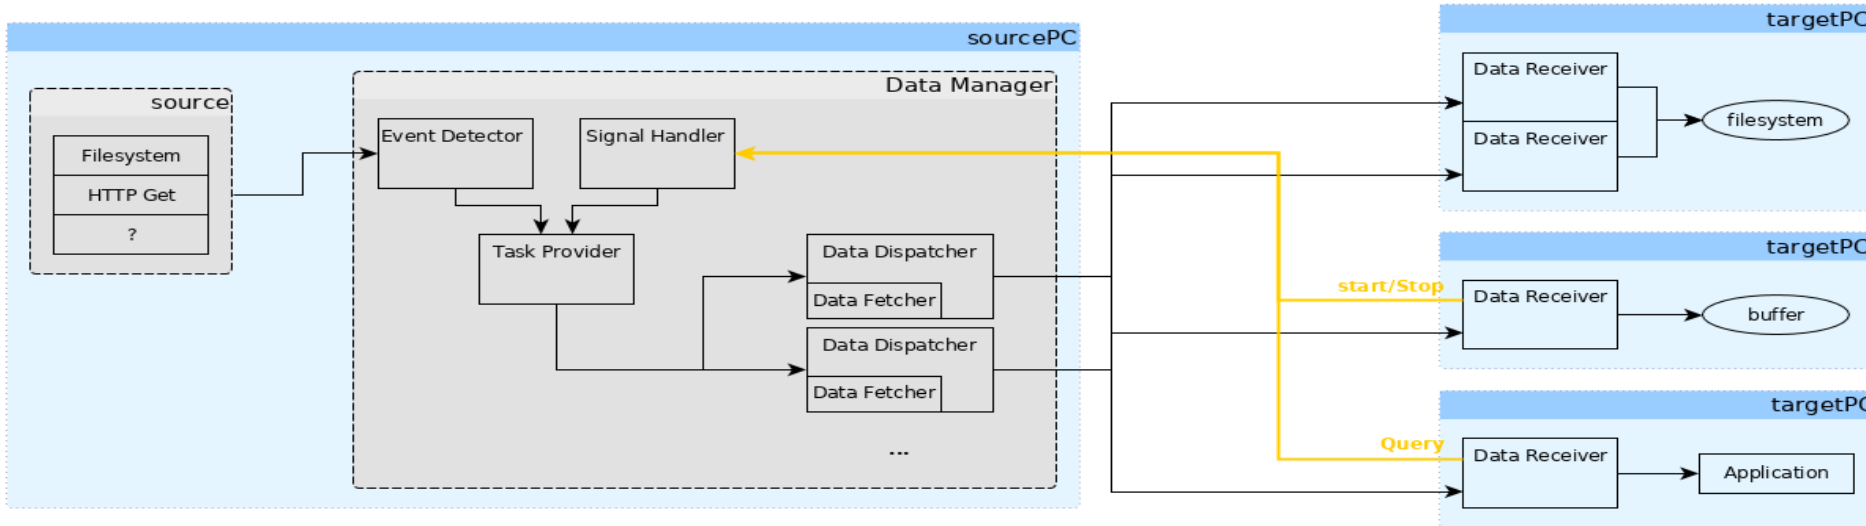 sourcePC
source
Filesystem
HTTP Get
?
Data Manager
Event Detector
Signal Handler
Task Provider
Data Dispatcher
Data Fetcher
Data Dispatcher
Data Fetcher
...
targetPC
Data Receiver
Data Receiver
filesystem
targetPC
start/Stop
Data Receiver
buffer
targetPC
Query
Data Receiver
Application